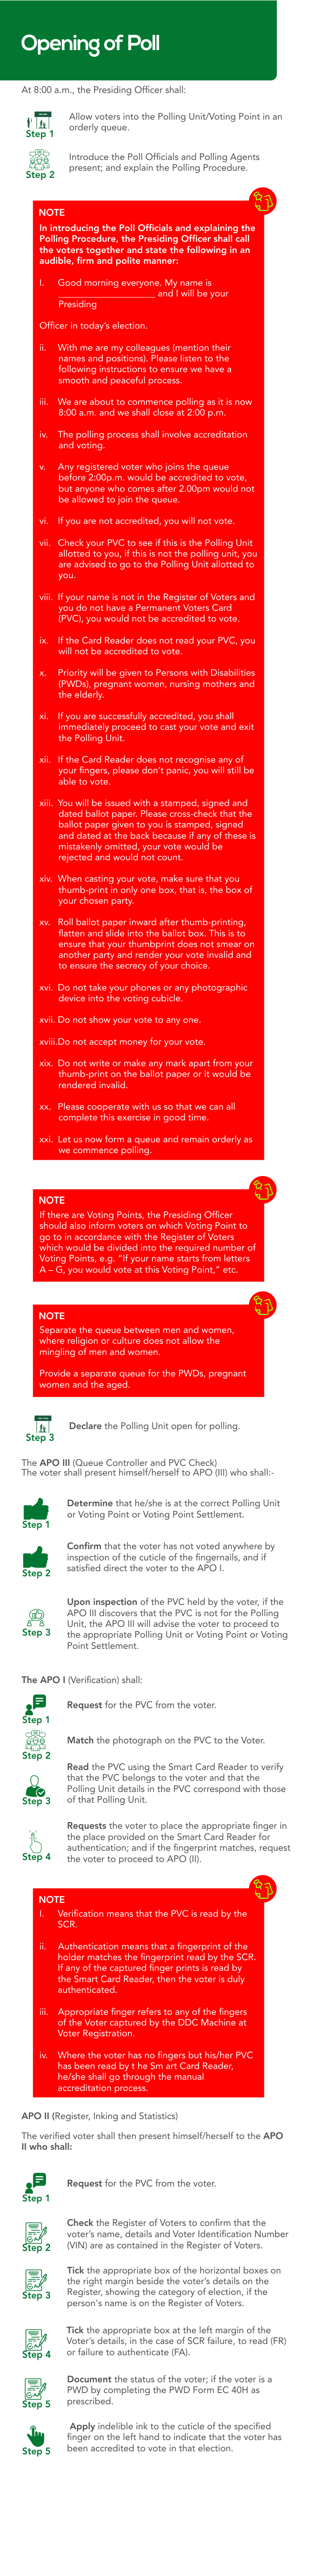 Opening of Poll
At 8:00 a.m., the Presiding Officer shall:
Allow voters into the Polling Unit/Voting Point in an
orderly queue.
Step 1
Introduce the Poll Officials and Polling Agents
present; and explain the Polling Procedure.
Step 2
NOTE
In introducing the Poll Officials and explaining the
Polling Procedure, the Presiding Officer shall call
the voters together and state the following in an
audible, firm and polite manner:
I. Good morning everyone. My name is
____________________ and I will be your
Presiding
Officer in today's election.
ii. With me are my colleagues (mention their
names and positions). Please listen to the
following instructions to ensure we have a
smooth and peaceful process.
iii. We are about to commence polling as it is now
8:00 a.m. and we shall close at 2:00 p.m.
iv. The polling process shall involve accreditation
and voting.
v. Any registered voter who joins the queue
before 2:00p.m. would be accredited to vote,
but anyone who comes after 2.00pm would not
be allowed to join the queue.
vi. If you are not accredited, you will not vote.
vii. Check your PVC to see if this is the Polling Unit
allotted to you, if this is not the polling unit, you
are advised to go to the Polling Unit allotted to
you.
viii. If your name is not in the Register of Voters and
you do not have a Permanent Voters Card
(PVC), you would not be accredited to vote.
ix. If the Card Reader does not read your PVC, you
will not be accredited to vote.
x. Priority will be given to Persons with Disabilities
(PWDs), pregnant women, nursing mothers and
the elderly.
xi. If you are successfully accredited, you shall
immediately proceed to cast your vote and exit
the Polling Unit.
xii. If the Card Reader does not recognise any of
your fingers, please don't panic, you will still be
able to vote.
xiii. You will be issued with a stamped, signed and
dated ballot paper. Please cross-check that the
ballot paper given to you is stamped, signed
and dated at the back because if any of these is
mistakenly omitted, your vote would be
rejected and would not count.
xiv. When casting your vote, make sure that you
thumb-print in only one box, that is, the box of
your chosen party.
xv. Roll ballot paper inward after thumb-printing,
flatten and slide into the ballot box. This is to
ensure that your thumbprint does not smear on
another party and render your vote invalid and
to ensure the secrecy of your choice.
xvi. Do not take your phones or any photographic
device into the voting cubicle.
xvii. Do not show your vote to any one.
xviii.Do not accept money for your vote.
xix. Do not write or make any mark apart from your
thumb-print on the ballot paper or it would be
rendered invalid.
xx. Please cooperate with us so that we can all
complete this exercise in good time.
xxi. Let us now form a queue and remain orderly as
we commence polling.
NOTE
If there are Voting Points, the Presiding Officer
should also inform voters on which Voting Point to
go to in accordance with the Register of Voters
which would be divided into the required number of
Voting Points, e.g. “If your name starts from letters
A – G, you would vote at this Voting Point,” etc.
NOTE
Separate the queue between men and women,
where religion or culture does not allow the
mingling of men and women.
Provide a separate queue for the PWDs, pregnant
women and the aged.
Declare the Polling Unit open for polling.
Step 3
The APO III (Queue Controller and PVC Check)
The voter shall present himself/herself to APO (III) who shall:-
Determine that he/she is at the correct Polling Unit
or Voting Point or Voting Point Settlement.
Step 1
Confirm that the voter has not voted anywhere by
inspection of the cuticle of the fingernails, and if
satisfied direct the voter to the APO I.
Step 2
Upon inspection of the PVC held by the voter, if the
APO III discovers that the PVC is not for the Polling
Unit, the APO III will advise the voter to proceed to
the appropriate Polling Unit or Voting Point or Voting
Point Settlement.
Step 3
The APO I (Verification) shall:
Request for the PVC from the voter.
Step 1
Match the photograph on the PVC to the Voter.
Step 2
Read the PVC using the Smart Card Reader to verify
that the PVC belongs to the voter and that the
Polling Unit details in the PVC correspond with those
of that Polling Unit.
Step 3
Requests the voter to place the appropriate finger in
the place provided on the Smart Card Reader for
authentication; and if the fingerprint matches, request
the voter to proceed to APO (II).
Step 4
NOTE
I. Verification means that the PVC is read by the
SCR.
ii. Authentication means that a fingerprint of the
holder matches the fingerprint read by the SCR.
If any of the captured finger prints is read by
the Smart Card Reader, then the voter is duly
authenticated.
iii. Appropriate finger refers to any of the fingers
of the Voter captured by the DDC Machine at
Voter Registration.
iv. Where the voter has no fingers but his/her PVC
has been read by t he Sm art Card Reader,
he/she shall go through the manual
accreditation process.
APO II (Register, Inking and Statistics)
The verified voter shall then present himself/herself to the APO
II who shall:
Request for the PVC from the voter.
Step 1
Check the Register of Voters to confirm that the
voter's name, details and Voter Identification Number
(VIN) are as contained in the Register of Voters.
Step 2
Tick the appropriate box of the horizontal boxes on
the right margin beside the voter's details on the
Register, showing the category of election, if the
person's name is on the Register of Voters.
Step 3
Tick the appropriate box at the left margin of the
Voter's details, in the case of SCR failure, to read (FR)
or failure to authenticate (FA).
Step 4
Document the status of the voter; if the voter is a
PWD by completing the PWD Form EC 40H as
prescribed.
Step 5
Apply indelible ink to the cuticle of the specified
finger on the left hand to indicate that the voter has
been accredited to vote in that election.
Step 5